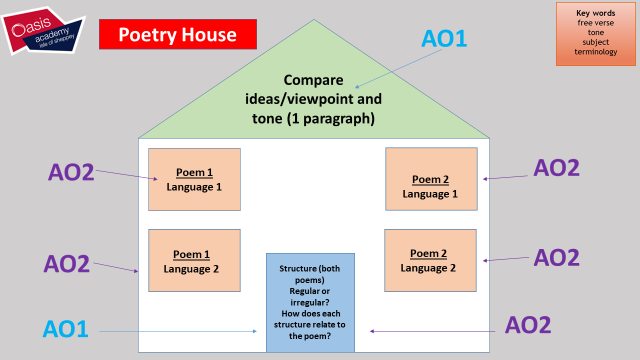 Oasis
academy
isle of sheppey
Poetry House
AO1
Key words
free verse
tone
subject
terminology
Compare
ideas/viewpoint and
tone (1 paragraph)
AO2
Poem 1
Language 1
Poem 2
Language 1
AO2
AO2
Poem 1
Language 2
Poem 2
Language 2
AO2
Structure (both
poems)
Regular or
irregular?
How does each
structure relate to
the poem?
AO1
AO2